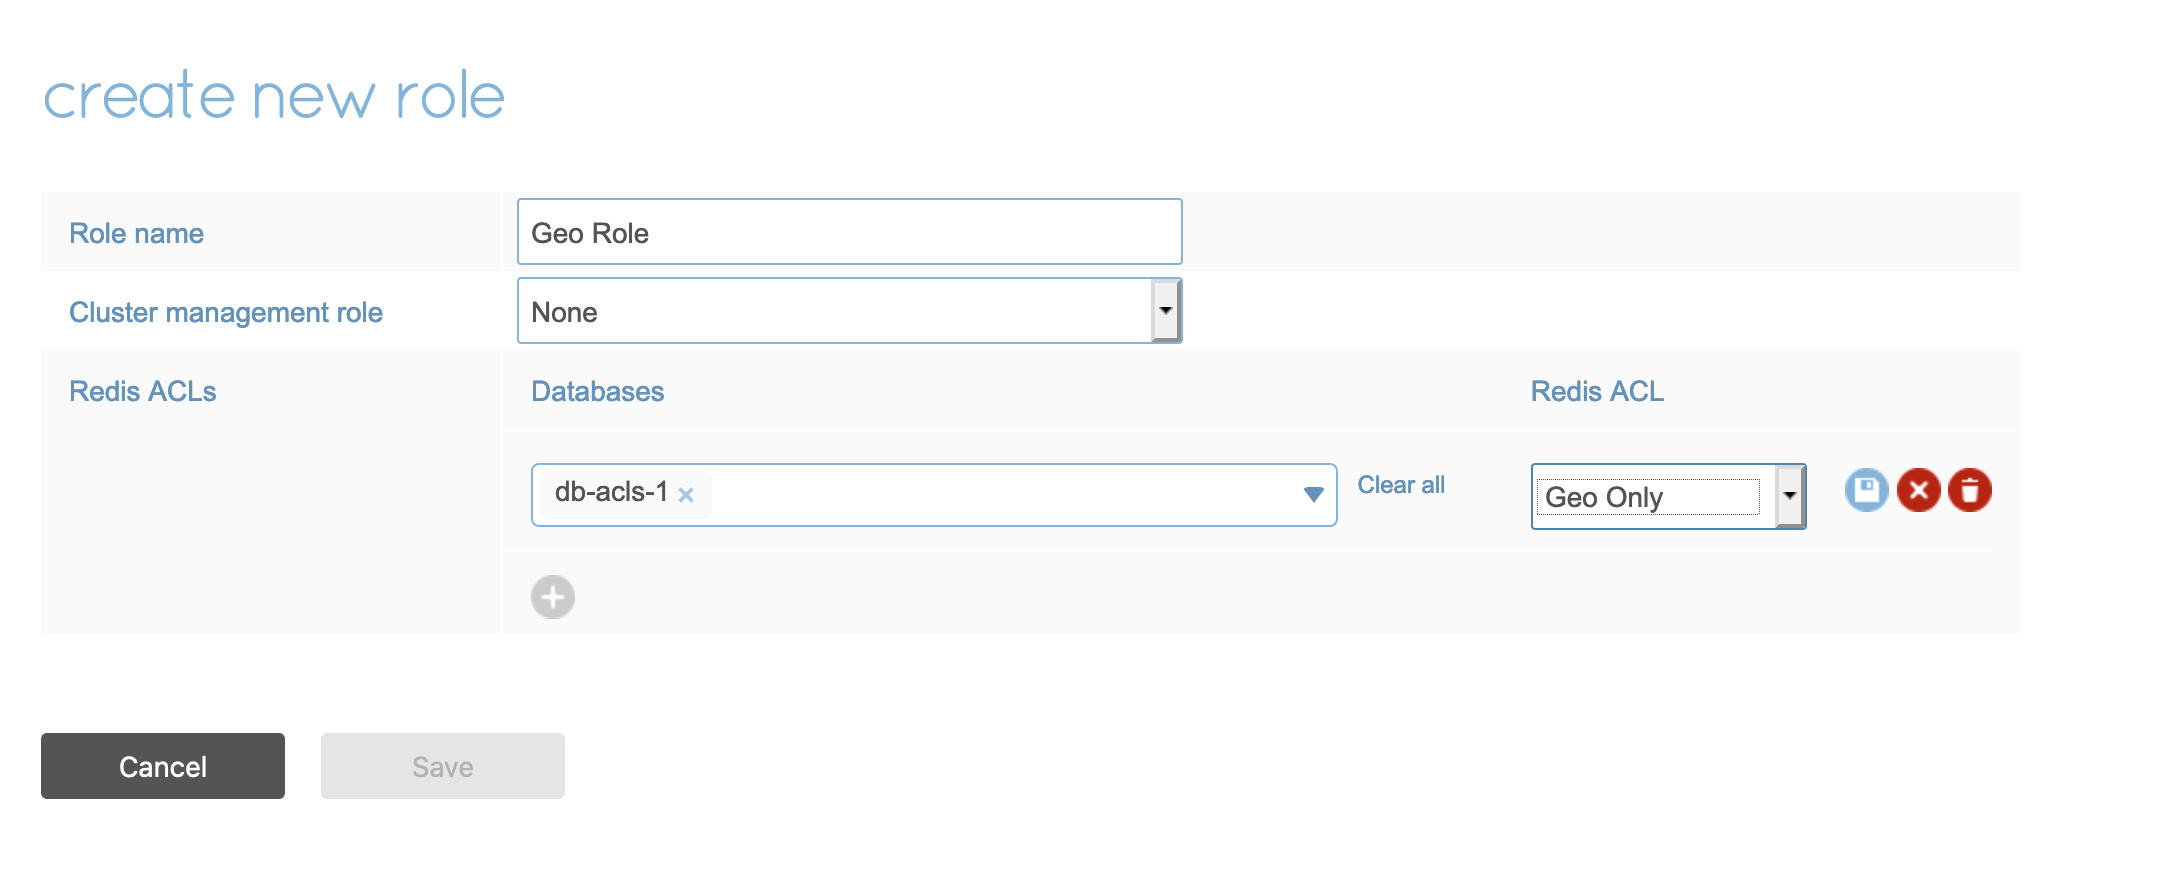 create new role
Role name
Geo Role
Cluster management role
None
Redis ACLs
Databases
Redis ACL
db-acls-1
Clear all
Geo Only
Cancel
Save